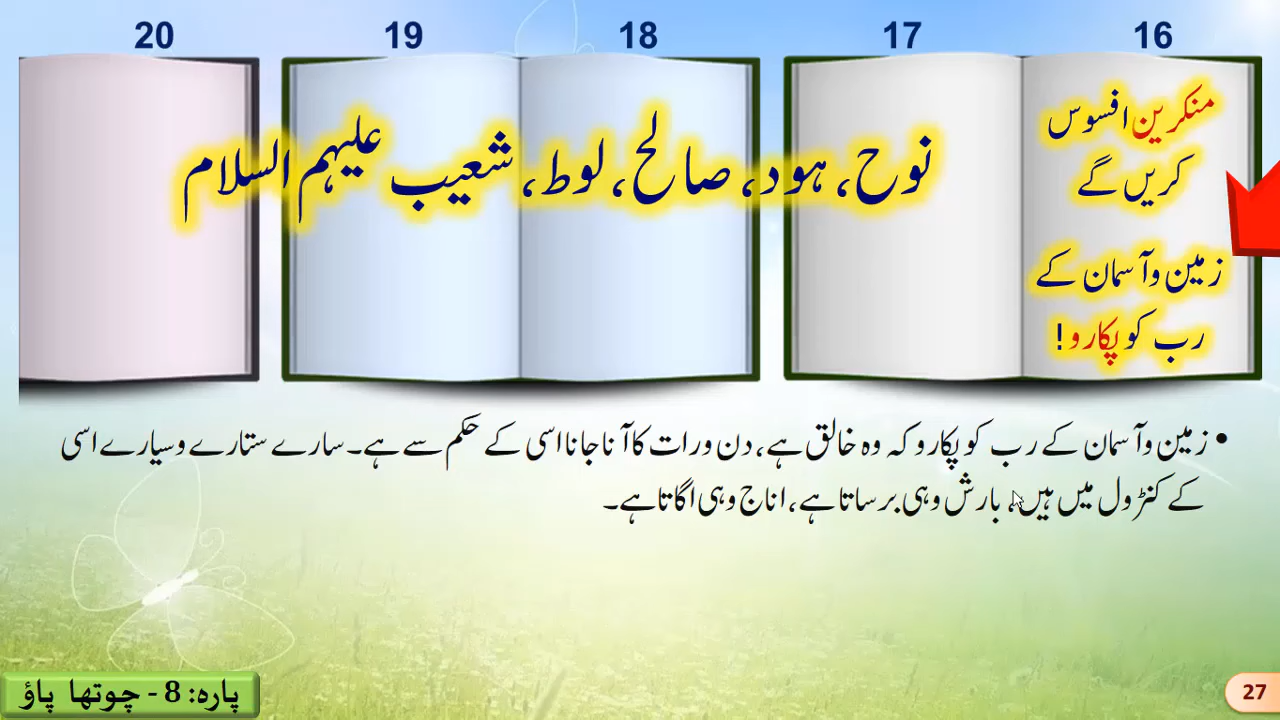 16 17 18 19 20
منکرین افسوس
کریں گے
زمین و آسمان کے
رب کو پکارو!
نوح، ہود، صالح، لوط، شعیب علیہم السلام
• زمین و آسمان کے رب کو پکارو کہ وہ خالق ہے، دن و رات کا آنا جانا اسی کے حکم سے ہے۔ سارے ستارے و سیارے اسی
کے کنٹرول میں ہیں، بارش وہی برساتا ہے، اناج وہی اگاتا ہے۔
پارہ: 8 - چوتھا پاؤ
27